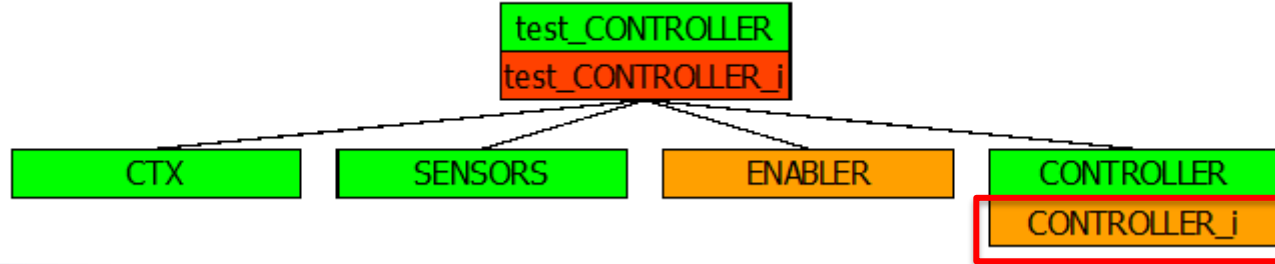 test_CONTROLLER
test_CONTROLLER_i
CTX SENSORS ENABLER CONTROLLER
CONTROLLER_i